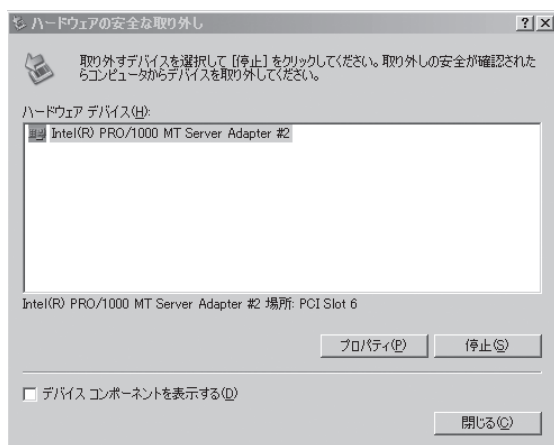 ハードウェアの安全な取り外し
取り外すデバイスを選択して [停止] をクリックしてください。取り外しの安全が確認された
らコンピュータからデバイスを取り外してください。
ハードウェア デバイス(H):
Intel(R) PRO/1000 MT Server Adapter #2
Intel(R) PRO/1000 MT Server Adapter #2 場所: PCI Slot 6
プロパティ(P) 停止(S)
デバイス コンポーネントを表示する(D)
閉じる(C)